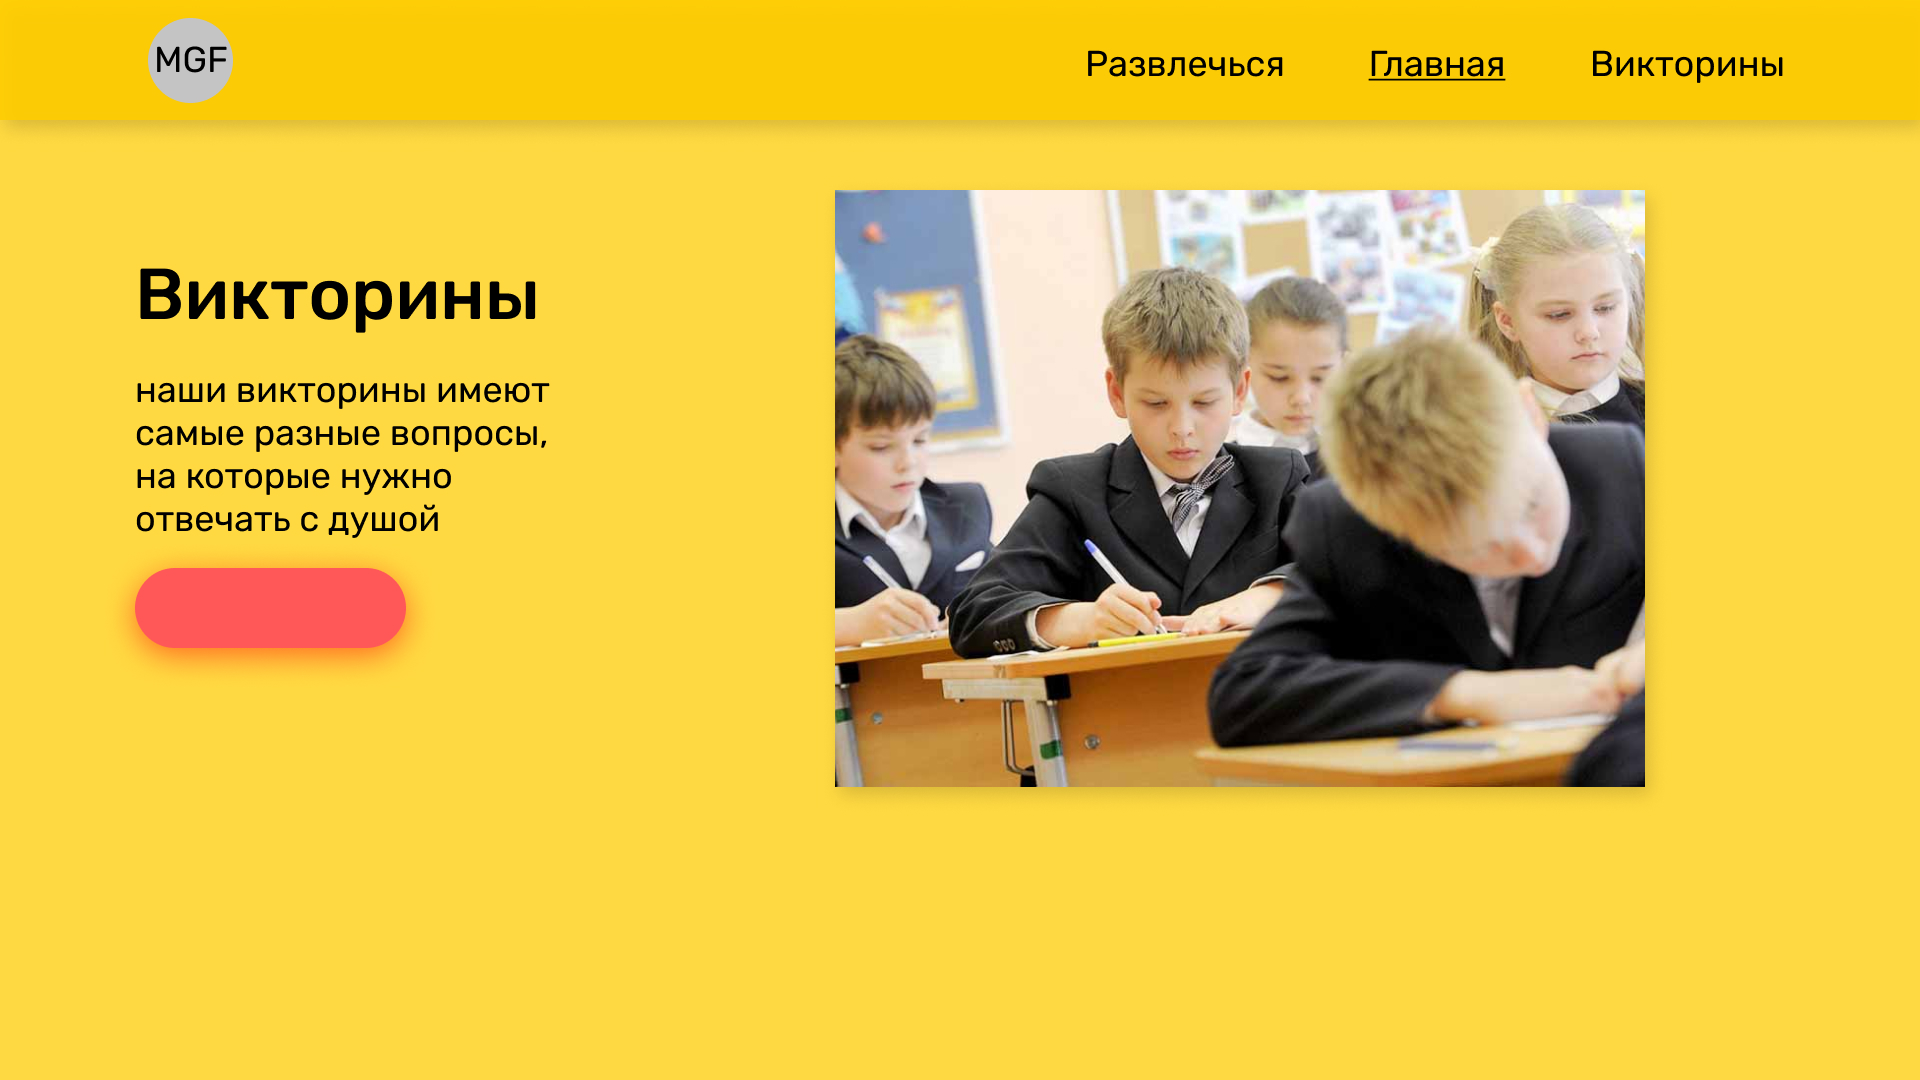 MGF
Развлечься
Главная
Викторины
Викторины
наши викторины имеют
самые разные вопросы,
на которые нужно
отвечать с душой